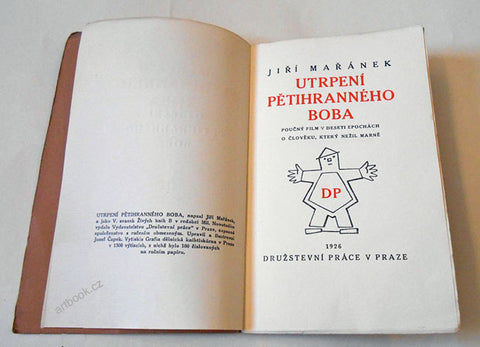 UTRPENÍ PĚTIHRANNÉHO BOBA, napsal Jiří Mařánek,
a jako V. svazek Živých knih B v redakci Mil. Novotného
vydalo Vydavatelstvo „Družstevní práce“ v Praze, zapsané
společenstvo s ručením obmezeným. Upravil a ilustroval
Josef Čapek. Vytiskla Grafia dělnická knihtiskárna v Praze
v 1500 výtiscích, z nichž bylo 100 číslovaných
na ručním papíru.
artbook.cz
JIŘÍ MAŘÁNEK
UTRPENÍ
PĚTIHRANNÉHO
BOBA
POUČNÝ FILM V DESETI EPOCHÁCH
O ČLOVĚKU, KTERÝ NEŽIL MARNĚ
DP
1926
DRUŽSTEVNÍ PRÁCE V PRAZE